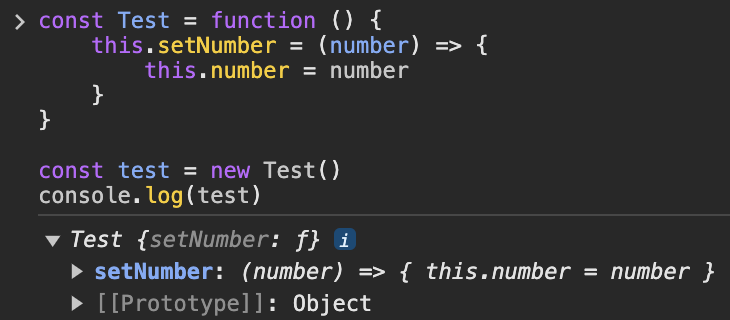 const Test = function () {
    this.setNumber = (number) => {
        this.number = number
    }
}

const test = new Test()
console.log(test)
Test {setNumber: ƒ} i
setNumber: (number) => { this.number = number }
[[Prototype]]: Object